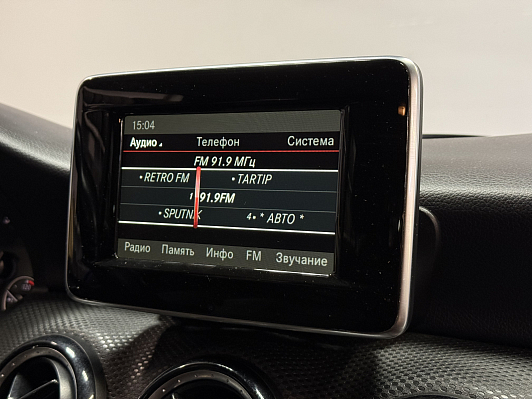 15:04
Аудио Телефон Система
FM 91.9 МГц
• RETRO FM • TARTIP
91.9FM
• SPUTNIK 4• * АВТО *
Радио Память Инфо FM Звучание